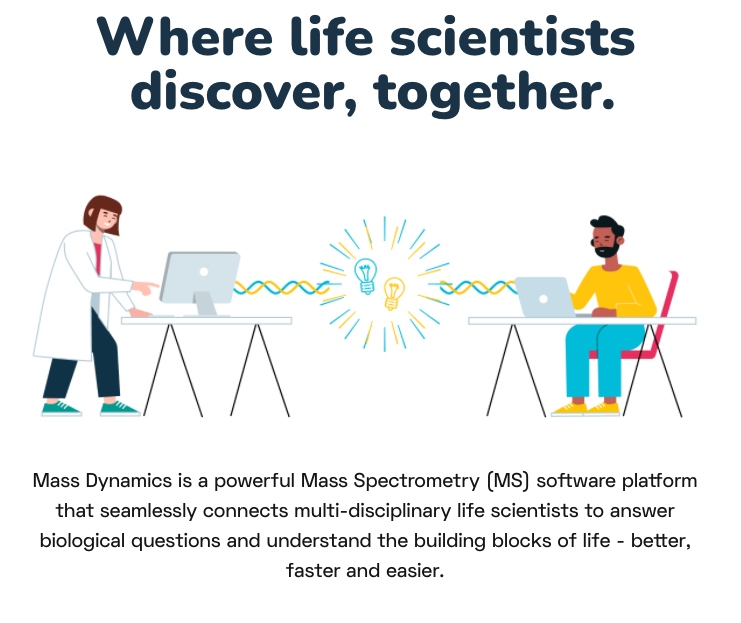 Where life scientists
discover, together.
Mass Dynamics is a powerful Mass Spectrometry (MS) software platform
that seamlessly connects multi-disciplinary life scientists to answer
biological questions and understand the building blocks of life - better,
faster and easier.